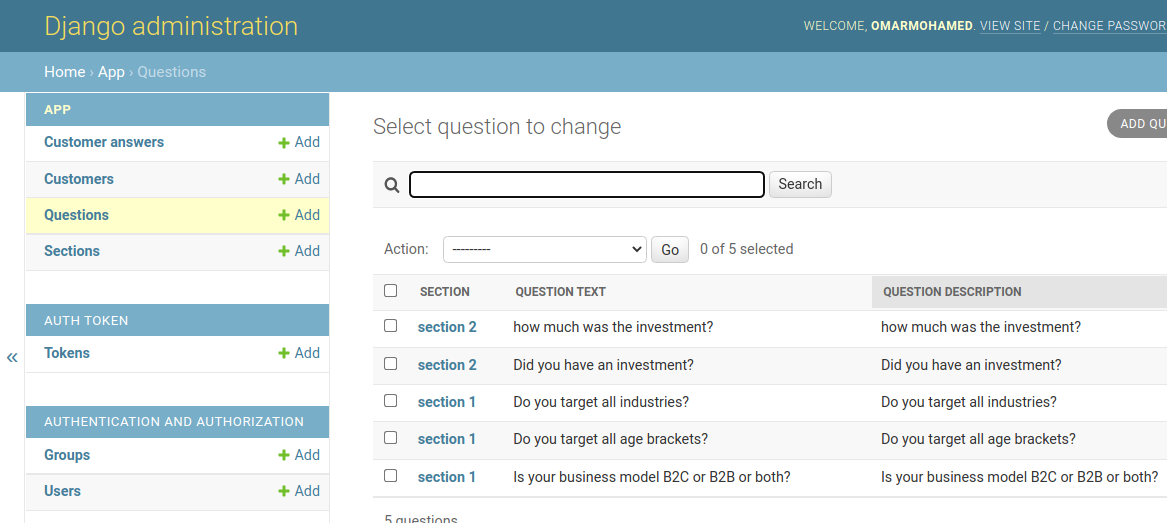 Django administration
WELCOME, OMARMOHAMED. VIEW SITE / CHANGE PASSWOR
Home › App › Questions
APP
Customer answers + Add
Customers + Add
Questions + Add
Sections + Add
AUTH TOKEN
Tokens + Add
AUTHENTICATION AND AUTHORIZATION
Groups + Add
Users + Add
«
Select question to change
ADD QU
Search
Action: --------- Go 0 of 5 selected
SECTION QUESTION TEXT QUESTION DESCRIPTION
section 2 how much was the investment? how much was the investment?
section 2 Did you have an investment? Did you have an investment?
section 1 Do you target all industries? Do you target all industries?
section 1 Do you target all age brackets? Do you target all age brackets?
section 1 Is your business model B2C or B2B or both? Is your business model B2C or B2B or both?
5 questions